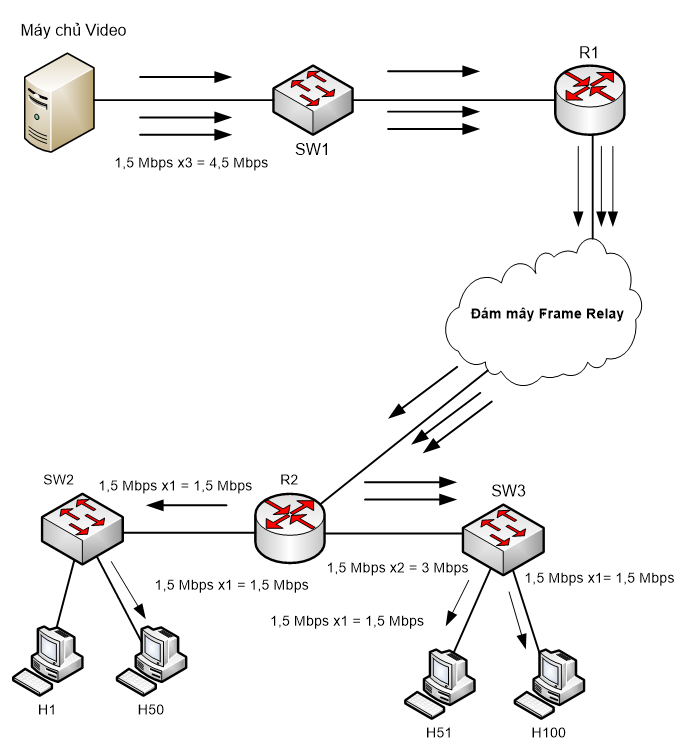 Máy chủ Video
R1
SW1
1,5 Mbps x3 = 4,5 Mbps
Đám mây Frame Relay
SW2
1,5 Mbps x1 = 1,5 Mbps
R2
SW3
1,5 Mbps x1 = 1,5 Mbps
1,5 Mbps x2 = 3 Mbps
1,5 Mbps x1= 1,5 Mbps
1,5 Mbps x1 = 1,5 Mbps
H1
H50
H51
H100